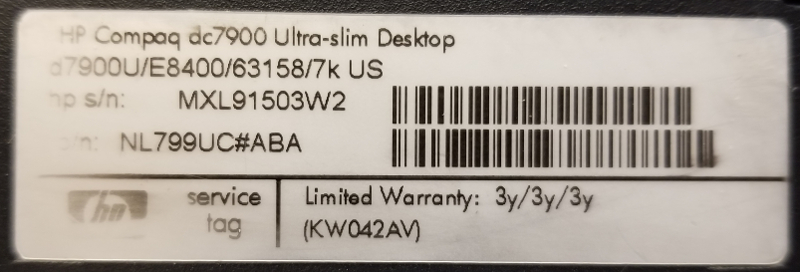 HP Compaq dc7900 Ultra-slim Desktop
d7900U/E8400/63158/7k US
hp s/n: MXL91503W2
p/n: NL799UC#ABA
hp
service
tag
Limited Warranty: 3y/3y/3y
(KW042AV)